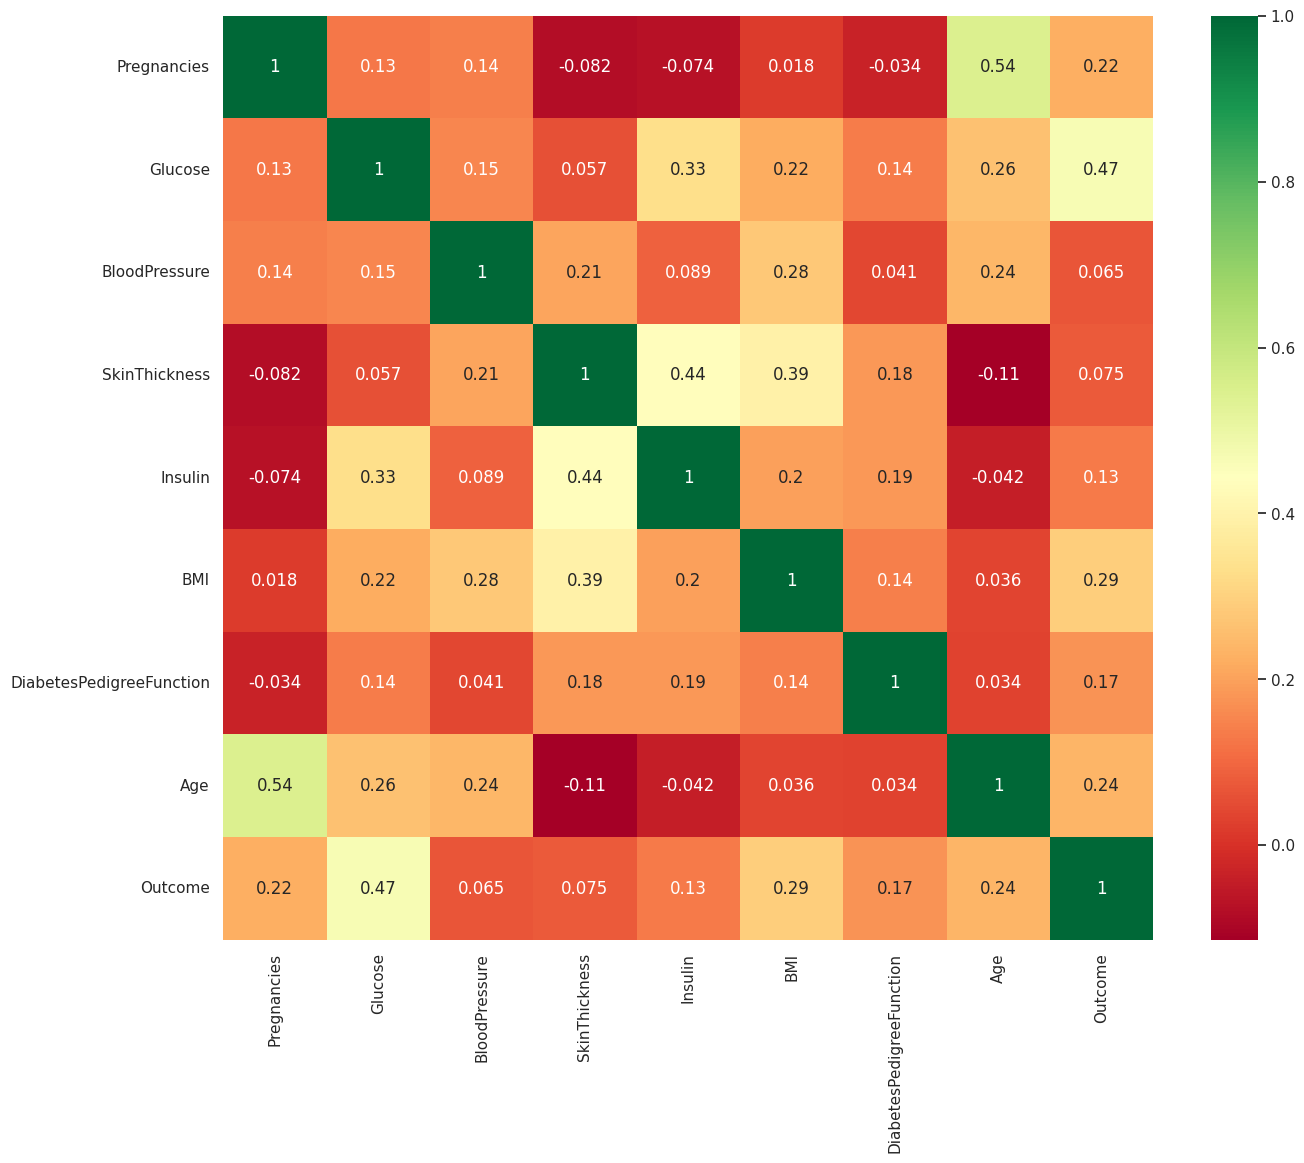 Pregnancies 1 0.13 0.14 -0.082 -0.074 0.018 -0.034 0.54 0.22
Glucose 0.13 1 0.15 0.057 0.33 0.22 0.14 0.26 0.47
BloodPressure 0.14 0.15 1 0.21 0.089 0.28 0.041 0.24 0.065
SkinThickness -0.082 0.057 0.21 1 0.44 0.39 0.18 -0.11 0.075
Insulin -0.074 0.33 0.089 0.44 1 0.2 0.19 -0.042 0.13
BMI 0.018 0.22 0.28 0.39 0.2 1 0.14 0.036 0.29
DiabetesPedigreeFunction -0.034 0.14 0.041 0.18 0.19 0.14 1 0.034 0.17
Age 0.54 0.26 0.24 -0.11 -0.042 0.036 0.034 1 0.24
Outcome 0.22 0.47 0.065 0.075 0.13 0.29 0.17 0.24 1
Pregnancies
Glucose
BloodPressure
SkinThickness
Insulin
BMI
DiabetesPedigreeFunction
Age
Outcome
1.0
0.8
0.6
0.4
0.2
0.0